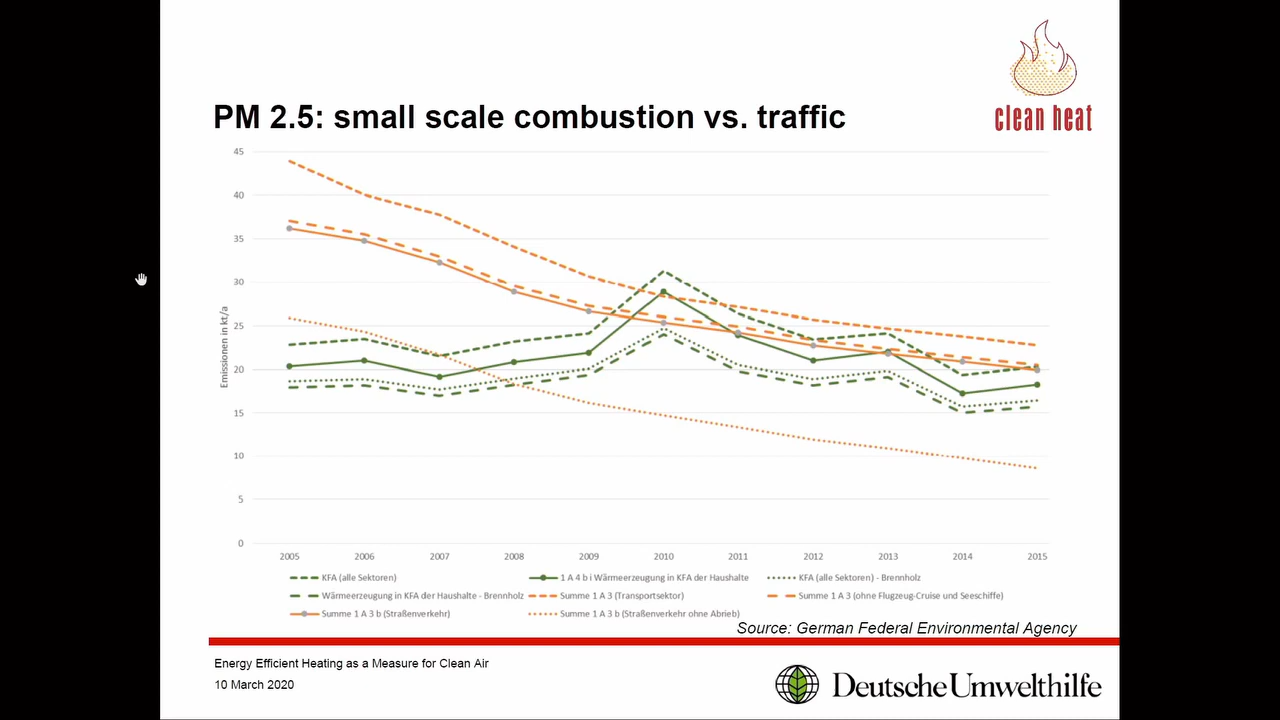 clean heat
PM 2.5: small scale combustion vs. traffic
45
40
35
30
25
20
15
10
5
0
Emissionen in kt/a
2005 2006 2007 2008 2009 2010 2011 2012 2013 2014 2015
KFA (alle Sektoren) 1 A 4 b i Wärmeerzeugung in KFA der Haushalte KFA (alle Sektoren) - Brennholz
Wärmeerzeugung in KFA der Haushalte - Brennholz Summe 1 A 3 (Transportsektor) Summe 1 A 3 (ohne Flugzeug-Cruise und Seeschiffe)
Summe 1 A 3 b (Straßenverkehr) Summe 1 A 3 b (Straßenverkehr ohne Abrieb)
Source: German Federal Environmental Agency
Energy Efficient Heating as a Measure for Clean Air
10 March 2020
Deutsche Umwelthilfe